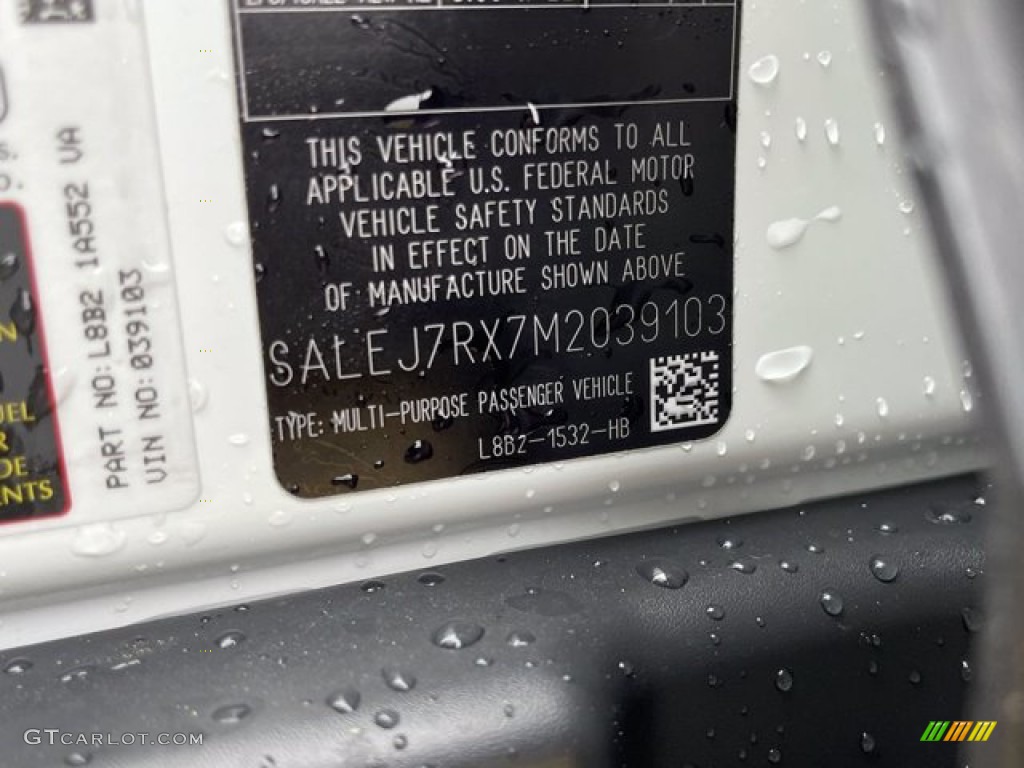 THIS VEHICLE CONFORMS TO ALL
APPLICABLE U.S. FEDERAL MOTOR
VEHICLE SAFETY STANDARDS
IN EFFECT ON THE DATE
OF MANUFACTURE SHOWN ABOVE
SALEJ7RX7M2039103
TYPE: MULTI-PURPOSE PASSENGER VEHICLE
L8B2-1532-HB
PART NO:L8B2 1A552 VA
VIN NO:039103
GTCARLOT.COM